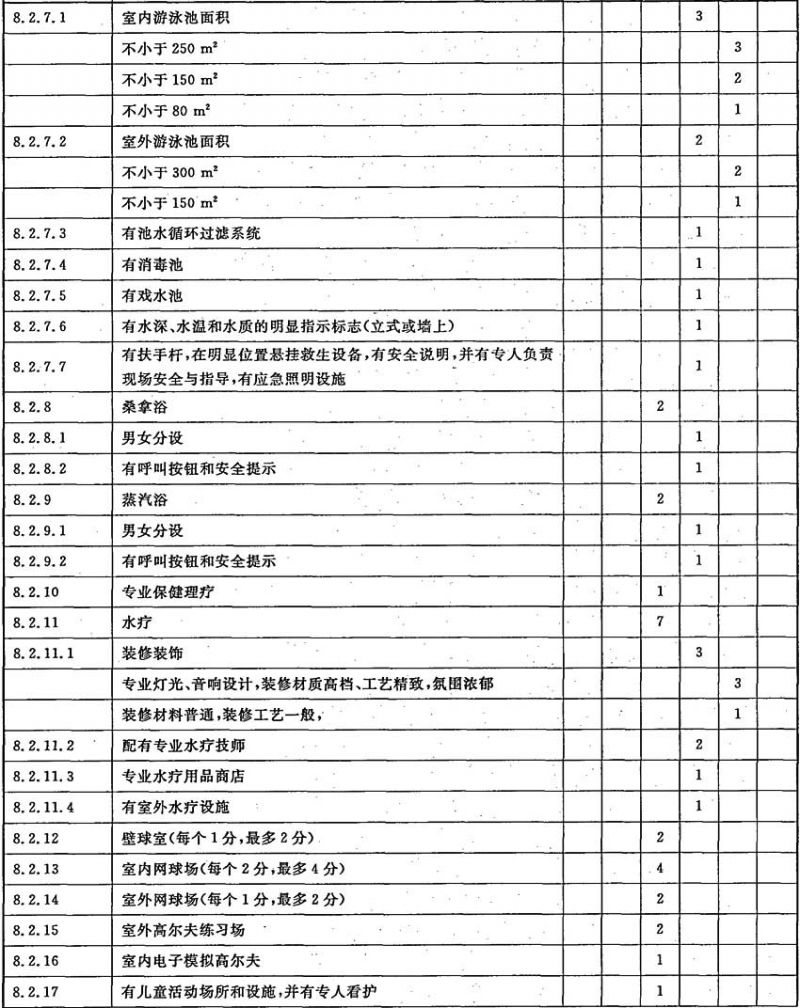 8.2.7.1 室内游泳池面积 3
不小于 250 m² 3
不小于 150 m² 2
不小于 80 m² 1
8.2.7.2 室外游泳池面积 2
不小于 300 m² 2
不小于 150 m² 1
8.2.7.3 有池水循环过滤系统 1
8.2.7.4 有消毒池 1
8.2.7.5 有戏水池 1
8.2.7.6 有水深、水温和水质的明显指示标志(立式或墙上) 1
8.2.7.7 有扶手杆,在明显位置悬挂救生设备,有安全说明,并有专人负责
现场安全与指导,有应急照明设施 1
8.2.8 桑拿浴 2
8.2.8.1 男女分设 1
8.2.8.2 有呼叫按钮和安全提示 1
8.2.9 蒸汽浴 2
8.2.9.1 男女分设 1
8.2.9.2 有呼叫按钮和安全提示 1
8.2.10 专业保健理疗 1
8.2.11 水疗 7
8.2.11.1 装修装饰 3
专业灯光、音响设计,装修材质高档、工艺精致,氛围浓郁 3
装修材料普通,装修工艺一般, 1
8.2.11.2 配有专业水疗技师 2
8.2.11.3 专业水疗用品商店 1
8.2.11.4 有室外水疗设施 1
8.2.12 壁球室(每个 1 分,最多 2 分) 2
8.2.13 室内网球场(每个 2 分,最多 4 分) 4
8.2.14 室外网球场(每个 1 分,最多 2 分) 2
8.2.15 室外高尔夫练习场 2
8.2.16 室内电子模拟高尔夫 1
8.2.17 有儿童活动场所和设施,并有专人看护 1